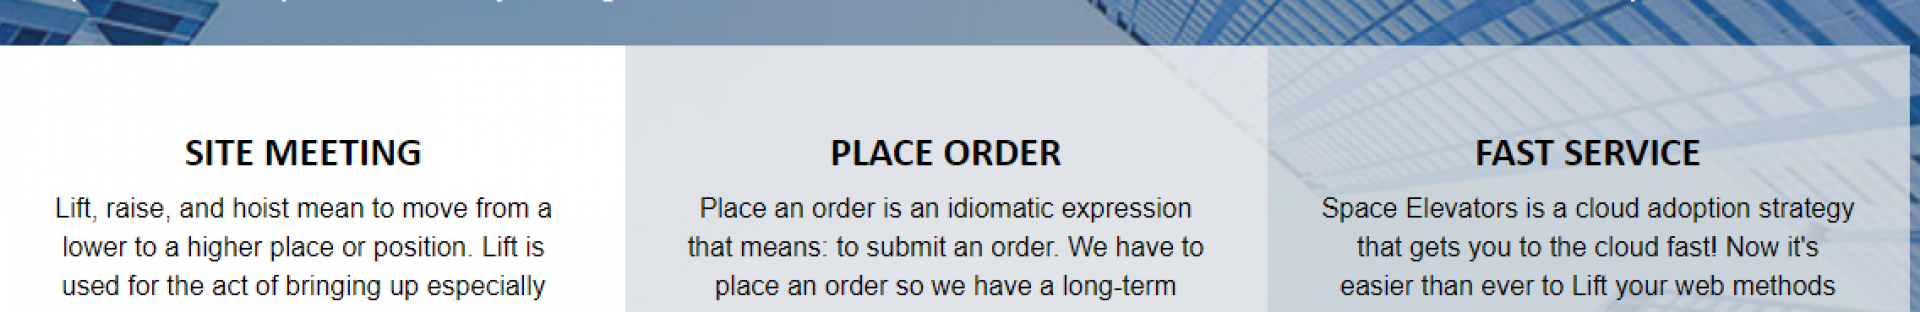 SITE MEETING
Lift, raise, and hoist mean to move from a
lower to a higher place or position. Lift is
used for the act of bringing up especially
PLACE ORDER
Place an order is an idiomatic expression
that means: to submit an order. We have to
place an order so we have a long-term
FAST SERVICE
Space Elevators is a cloud adoption strategy
that gets you to the cloud fast! Now it's
easier than ever to Lift your web methods